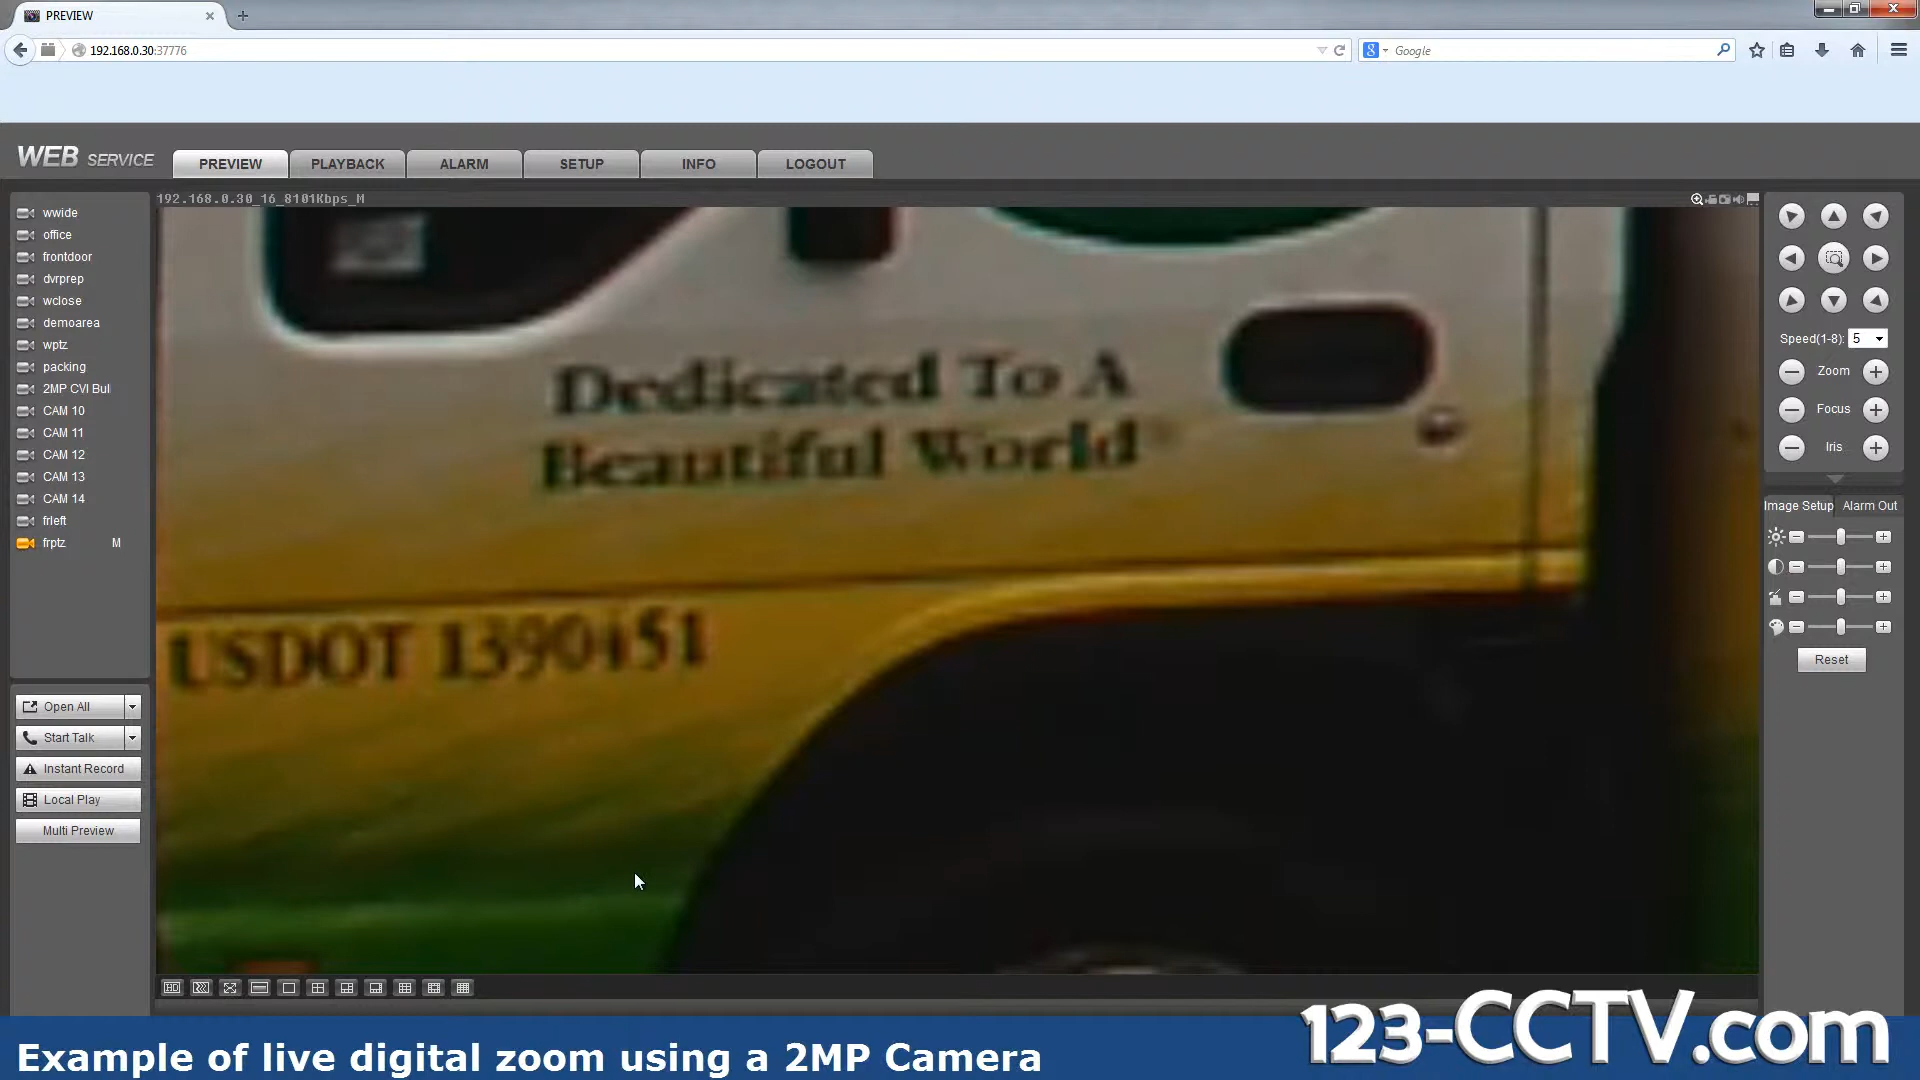 PREVIEW
192.168.0.30:37776
Google
WEB SERVICE
PREVIEW
PLAYBACK
ALARM
SETUP
INFO
LOGOUT
192.168.0.30_16_8101Kbps_M
wwide
office
frontdoor
dvrprep
wclose
demoarea
wptz
packing
2MP CVI Bul
CAM 10
CAM 11
CAM 12
CAM 13
CAM 14
frleft
frptz M
Open All
Start Talk
Instant Record
Local Play
Multi Preview
Dedicated To A
Beautiful World
USDOT
Speed(1-8): 5
Zoom
Focus
Iris
Image Setup
Alarm Out
Reset
HD
123-CCTV.com
Example of live digital zoom using a 2MP Camera